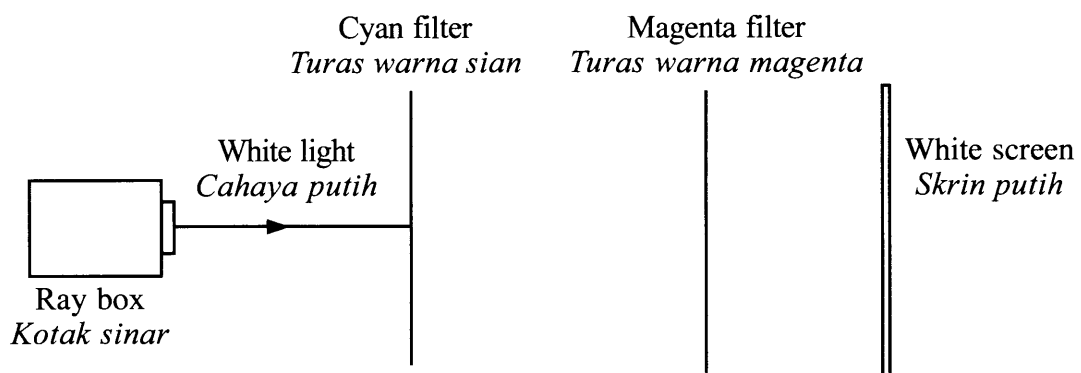 Cyan filter
Turas warna sian
Magenta filter
Turas warna magenta
White light
Cahaya putih
White screen
Skrin putih
Ray box
Kotak sinar